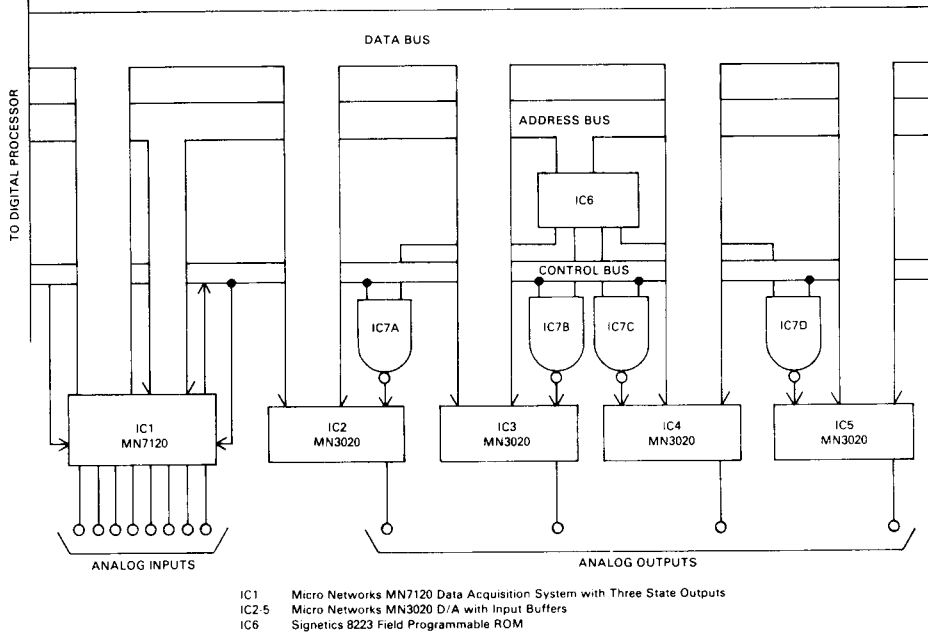 DATA BUS
TO DIGITAL PROCESSOR
ADDRESS BUS
IC6
CONTROL BUS
IC7A
IC7B
IC7C
IC7D
IC1
MN7120
IC2
MN3020
IC3
MN3020
IC4
MN3020
IC5
MN3020
ANALOG INPUTS
ANALOG OUTPUTS
IC1 Micro Networks MN7120 Data Acquisition System with Three State Outputs
IC2-5 Micro Networks MN3020 D/A with Input Buffers
IC6 Signetics 8223 Field Programmable ROM